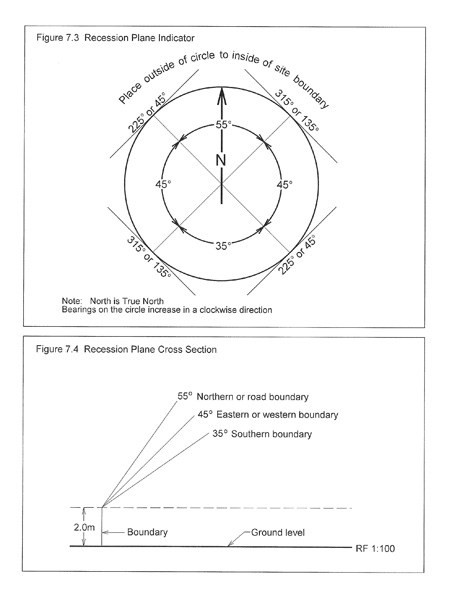 Figure 7.3 Recession Plane Indicator
Place outside of circle to inside of site boundary
225° or 45°
315° or 135°
55°
N
45°
45°
35°
315° or 135°
225° or 45°
Note: North is True North
Bearings on the circle increase in a clockwise direction
Figure 7.4 Recession Plane Cross Section
55° Northern or road boundary
45° Eastern or western boundary
35° Southern boundary
2.0m
Boundary
Ground level
RF 1:100